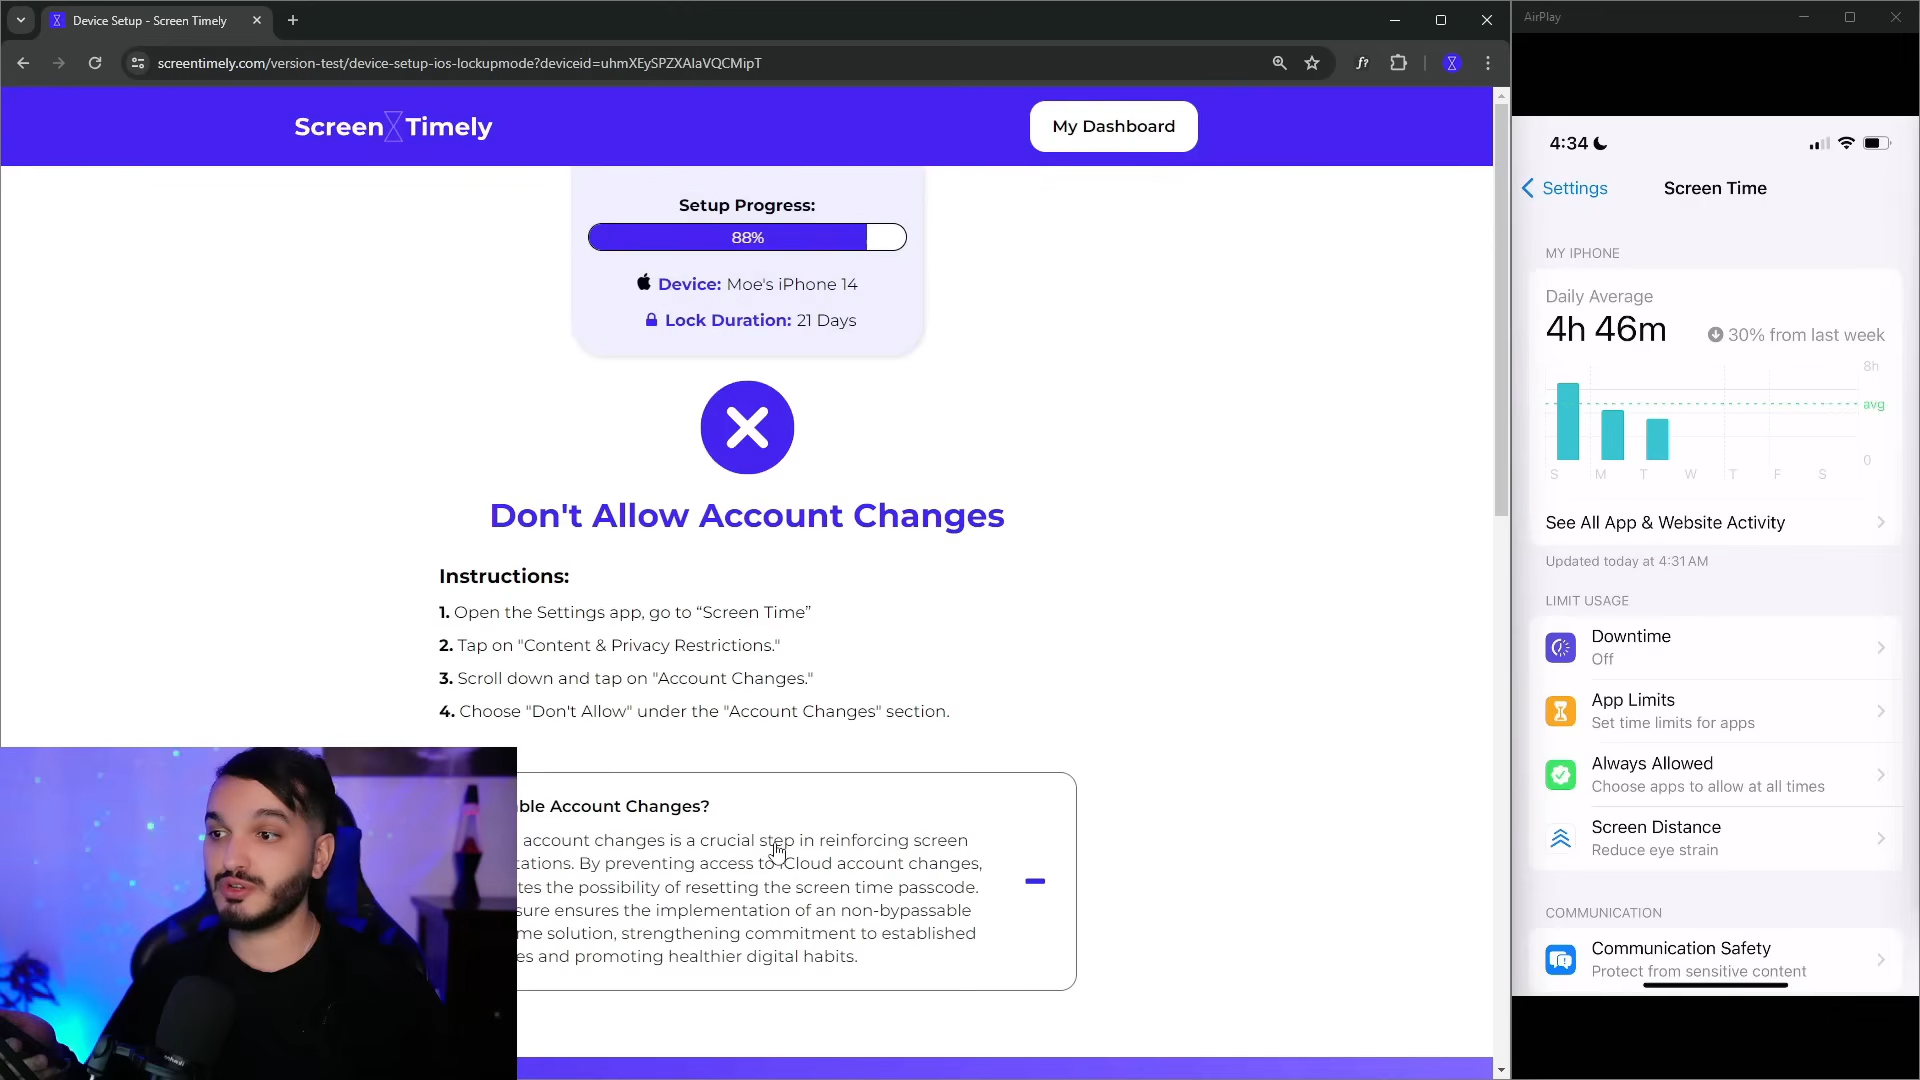 Device Setup - Screen Timely
screentimely.com/version-test/device-setup-ios-lockupmode?deviceid=uhmXEySPZXAIaVQCMipT
f?
Screen Timely
My Dashboard
Setup Progress:
88%
Device: Moe's iPhone 14
Lock Duration: 21 Days
Don't Allow Account Changes
Instructions:
1. Open the Settings app, go to “Screen Time”
2. Tap on "Content & Privacy Restrictions."
3. Scroll down and tap on "Account Changes."
4. Choose "Don't Allow" under the "Account Changes" section.
ble Account Changes?
account changes is a crucial step in reinforcing screen
tations. By preventing access to iCloud account changes,
tes the possibility of resetting the screen time passcode.
sure ensures the implementation of an non-bypassable
me solution, strengthening commitment to established
es and promoting healthier digital habits.
AirPlay
4:34
Settings
Screen Time
MY IPHONE
Daily Average
4h 46m
30% from last week
8h
avg
0
S M T W T F S
See All App & Website Activity
Updated today at 4:31 AM
LIMIT USAGE
Downtime
Off
App Limits
Set time limits for apps
Always Allowed
Choose apps to allow at all times
Screen Distance
Reduce eye strain
COMMUNICATION
Communication Safety
Protect from sensitive content